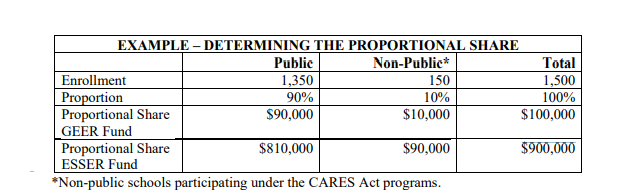 EXAMPLE – DETERMINING THE PROPORTIONAL SHARE
Public Non-Public* Total
Enrollment 1,350 150 1,500
Proportion 90% 10% 100%
Proportional Share $90,000 $10,000 $100,000
GEER Fund
Proportional Share $810,000 $90,000 $900,000
ESSER Fund
*Non-public schools participating under the CARES Act programs.